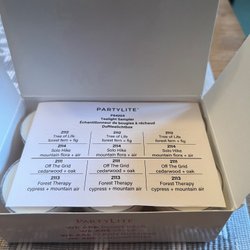 PARTYLITE®
Tealight Sampler
Échantillonneur de bougies à réchaud
Duftteelichtbox
2112 2112 2112
Tree of Life Tree of Life Tree of Life
forest fern + fig forest fern + fig forest fern + fig
2114 2114 2114
Solo Hike Solo Hike Solo Hike
mountain flora + air mountain flora + air mountain flora + air
2111 2111 2111
Off The Grid Off The Grid Off The Grid
cedarwood + oak cedarwood + oak cedarwood + oak
2113 2113 2113
Forest Therapy Forest Therapy Forest Therapy
cypress + mountain air cypress + mountain air cypress + mountain air
PARTYLITE